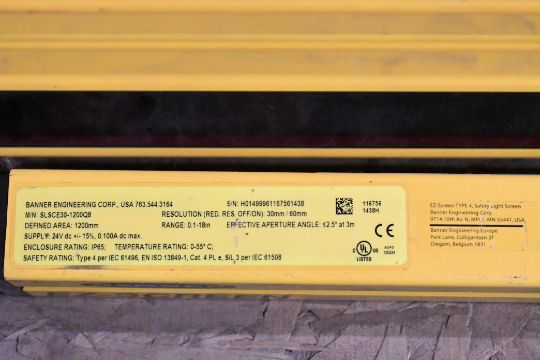 BANNER ENGINEERING CORP., USA 763.544.3164
S/N: H01499961167561438
M/N: SLSCE30-1200Q8
RESOLUTION (RED. RES. OFF/ON): 30mm / 60mm
DEFINED AREA: 1200mm
RANGE: 0.1-18m
EFFECTIVE APERTURE ANGLE: ≤2.5° at 3m
SUPPLY: 24V dc +/- 15%, 0.100A dc max.
ENCLOSURE RATING: IP65; TEMPERATURE RATING: 0-55° C;
SAFETY RATING: Type 4 per IEC 61496, EN ISO 13849-1, Cat. 4 PL e, SIL 3 per IEC 61508
116756
1438H
CE
UL
LISTED
EZ-Screen TYPE 4, Safety Light Screen
Banner Engineering Corp.
9714 10th Av. N, MPLS, MN 55441, USA
Banner Engineering Europe
Park Lane, Culliganlaan 2F
Diegem, Belgium 1831